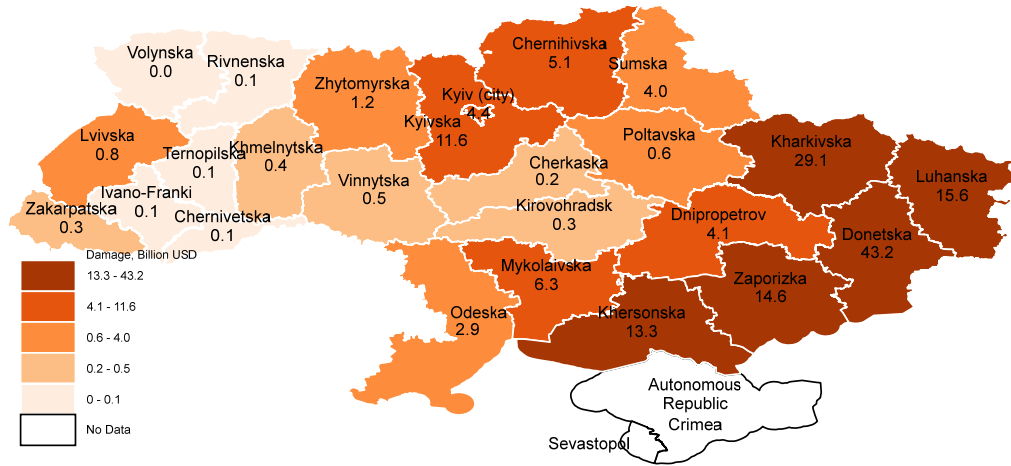 Volynska
0.0
Rivnenska
0.1
Zhytomyrska
1.2
Chernihivska
5.1
Sumska
4.0
Kyiv (city)
4.4
Kyivska
11.6
Lvivska
0.8
Ternopilska
0.1
Khmelnytska
0.4
Poltavska
0.6
Kharkivska
29.1
Luhanska
15.6
Cherkaska
0.2
Vinnytska
0.5
Ivano-Franki
0.1
Zakarpatska
0.3
Chernivetska
0.1
Kirovohradsk
0.3
Dnipropetrov
4.1
Donetska
43.2
Mykolaivska
6.3
Zaporizka
14.6
Odeska
2.9
Khersonska
13.3
Autonomous
Republic
Crimea
Sevastopol
Damage, Billion USD
13.3 - 43.2
4.1 - 11.6
0.6 - 4.0
0.2 - 0.5
0 - 0.1
No Data